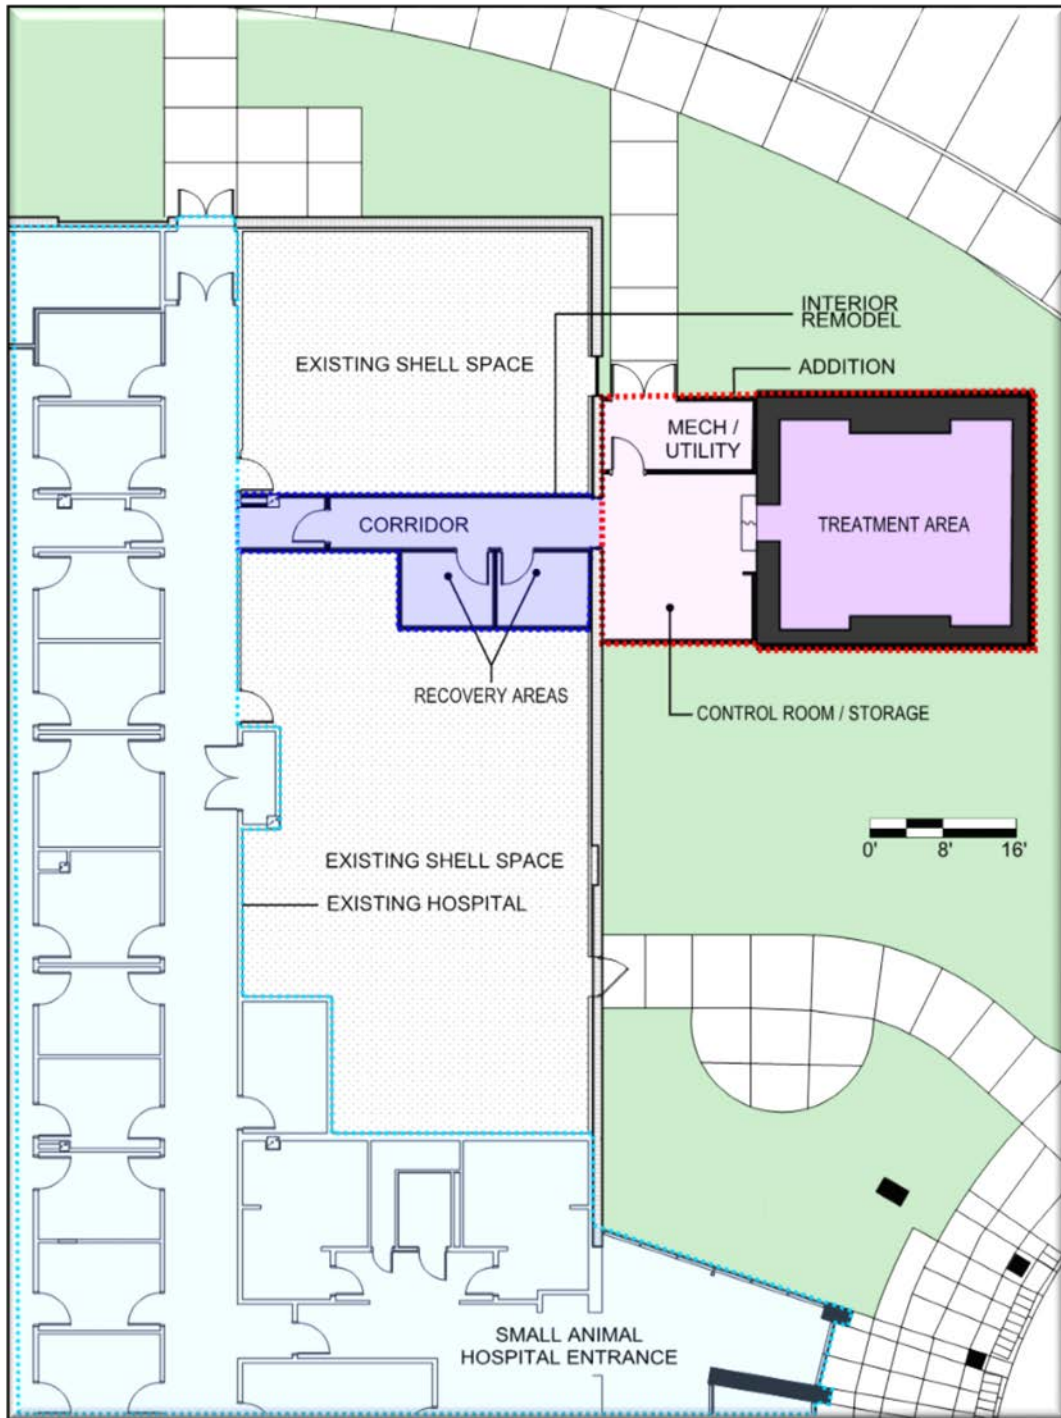 INTERIOR
REMODEL
EXISTING SHELL SPACE
ADDITION
MECH /
UTILITY
CORRIDOR
TREATMENT AREA
RECOVERY AREAS
CONTROL ROOM / STORAGE
0' 8' 16'
EXISTING SHELL SPACE
EXISTING HOSPITAL
SMALL ANIMAL
HOSPITAL ENTRANCE